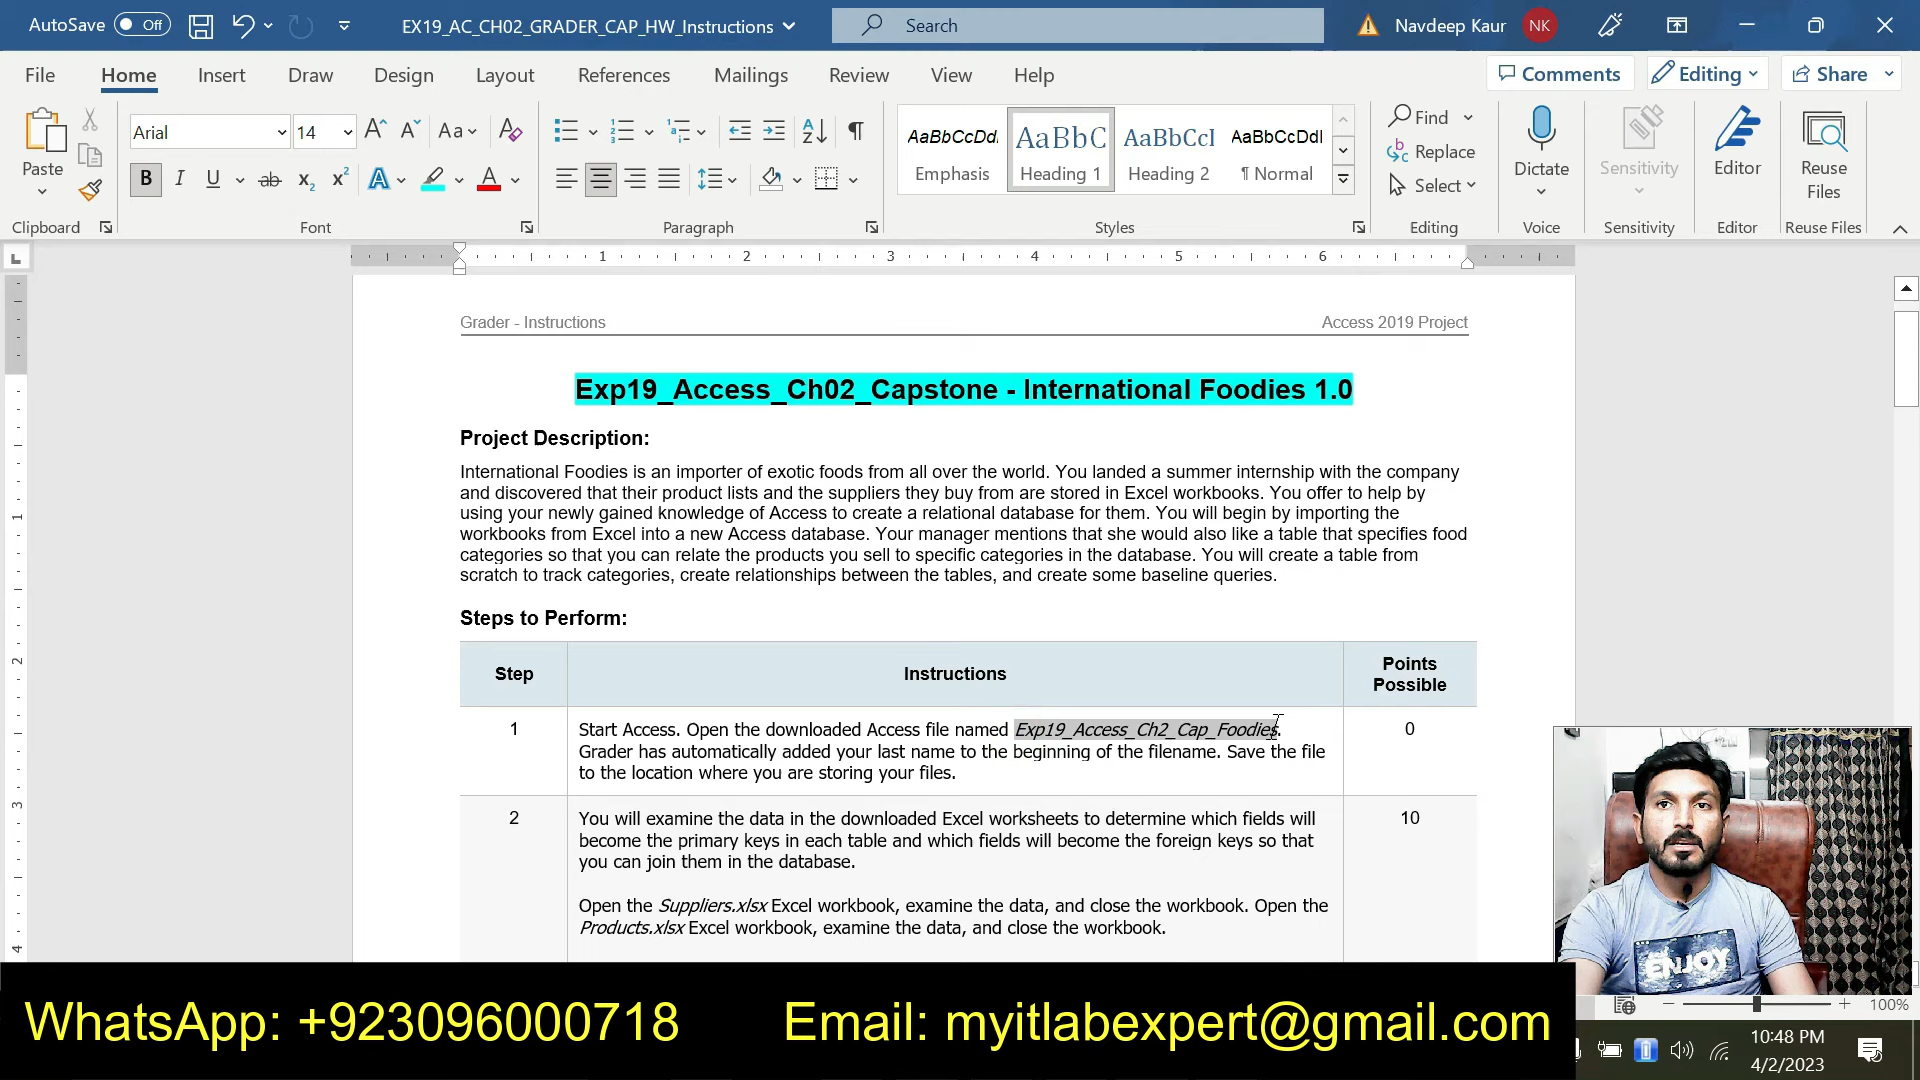 AutoSave Off
EX19_AC_CH02_GRADER_CAP_HW_Instructions
Search
Navdeep Kaur NK
File Home Insert Draw Design Layout References Mailings Review View Help
Comments Editing Share
Paste
Clipboard
Arial 14
Font
Paragraph
AaBbCcDdl AaBbC AaBbCcI AaBbCcDdI
Emphasis Heading 1 Heading 2 ¶ Normal
Styles
Find
Replace
Select
Editing
Dictate
Voice
Sensitivity
Sensitivity
Editor
Editor
Reuse
Files
Reuse Files
1 2 3 4 5 6
Grader - Instructions Access 2019 Project
Exp19_Access_Ch02_Capstone - International Foodies 1.0
Project Description:
International Foodies is an importer of exotic foods from all over the world. You landed a summer internship with the company
and discovered that their product lists and the suppliers they buy from are stored in Excel workbooks. You offer to help by
using your newly gained knowledge of Access to create a relational database for them. You will begin by importing the
workbooks from Excel into a new Access database. Your manager mentions that she would also like a table that specifies food
categories so that you can relate the products you sell to specific categories in the database. You will create a table from
scratch to track categories, create relationships between the tables, and create some baseline queries.
Steps to Perform:
Step Instructions Points
Possible
1 Start Access. Open the downloaded Access file named Exp19_Access_Ch2_Cap_Foodies. 0
Grader has automatically added your last name to the beginning of the filename. Save the file
to the location where you are storing your files.
2 You will examine the data in the downloaded Excel worksheets to determine which fields will 10
become the primary keys in each table and which fields will become the foreign keys so that
you can join them in the database.
Open the Suppliers.xlsx Excel workbook, examine the data, and close the workbook. Open the
Products.xlsx Excel workbook, examine the data, and close the workbook.
ENJOY
WhatsApp: +923096000718 Email: myitlabexpert@gmail.com
100%
10:48 PM
4/2/2023